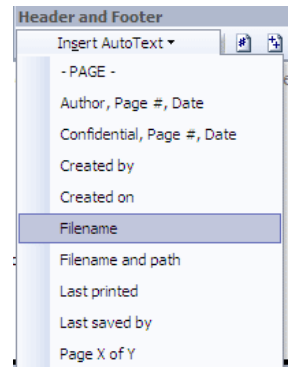 Header and Footer
Insert AutoText
- PAGE -
Author, Page #, Date
Confidential, Page #, Date
Created by
Created on
Filename
Filename and path
Last printed
Last saved by
Page X of Y